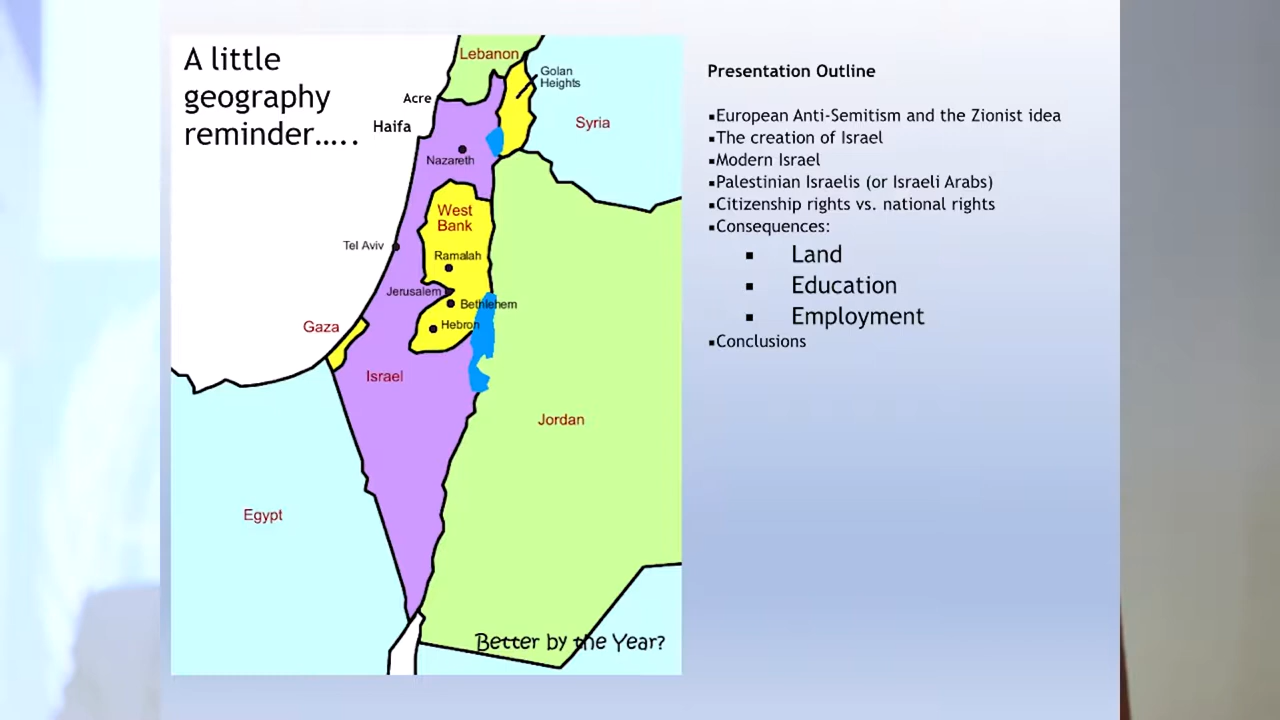 A little
geography
reminder…..
Lebanon
Golan
Heights
Acre
Haifa
Syria
Nazareth
West
Bank
Tel Aviv
Ramalah
Jerusalem
Bethlehem
Hebron
Gaza
Israel
Jordan
Egypt
Better by the Year?
Presentation Outline
▪European Anti-Semitism and the Zionist idea
▪The creation of Israel
▪Modern Israel
▪Palestinian Israelis (or Israeli Arabs)
▪Citizenship rights vs. national rights
▪Consequences:
▪ Land
▪ Education
▪ Employment
▪Conclusions